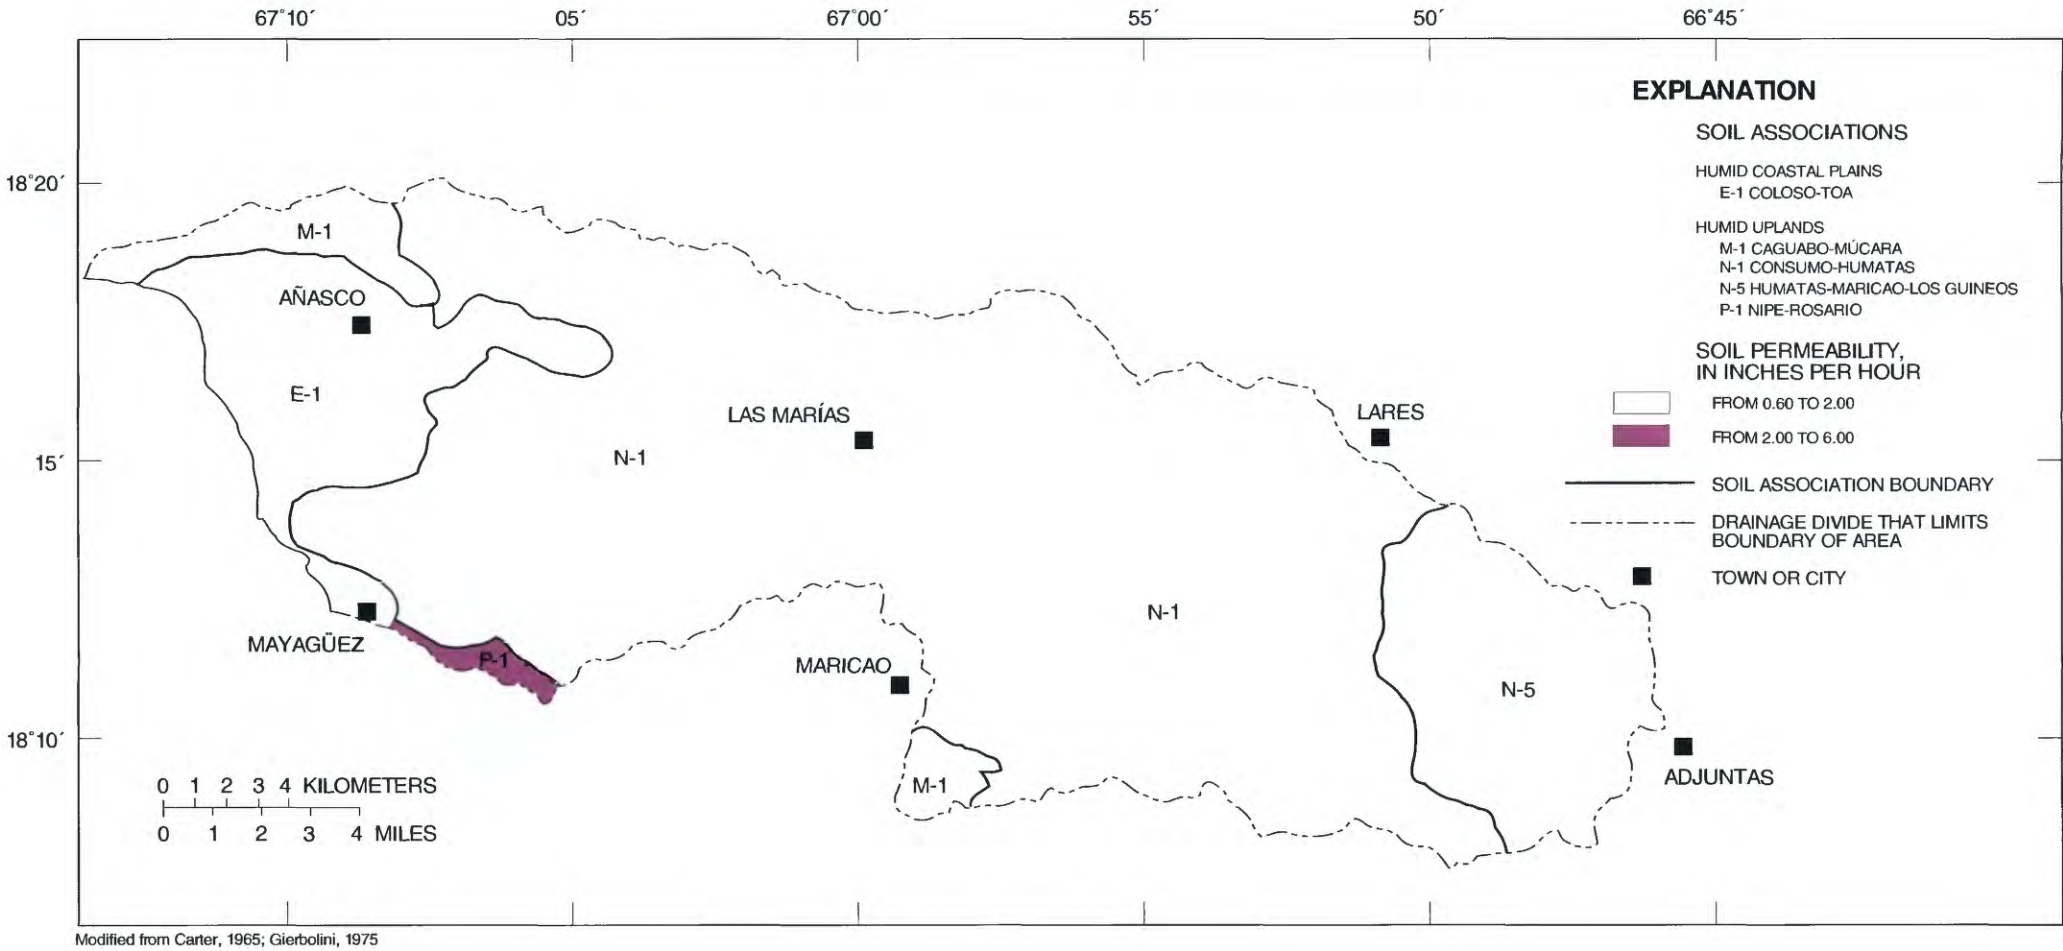 67°10´ 05´ 67°00´ 55´ 50´ 66°45´
18°20´
15´
18°10´
M-1
AÑASCO
E-1
LAS MARÍAS
N-1
LARES
MAYAGÜEZ
P-1
MARICAO
N-1
N-5
M-1
ADJUNTAS
EXPLANATION
SOIL ASSOCIATIONS
HUMID COASTAL PLAINS
E-1 COLOSO-TOA
HUMID UPLANDS
M-1 CAGUABO-MÚCARA
N-1 CONSUMO-HUMATAS
N-5 HUMATAS-MARICAO-LOS GUINEOS
P-1 NIPE-ROSARIO
SOIL PERMEABILITY,
IN INCHES PER HOUR
FROM 0.60 TO 2.00
FROM 2.00 TO 6.00
SOIL ASSOCIATION BOUNDARY
DRAINAGE DIVIDE THAT LIMITS
BOUNDARY OF AREA
TOWN OR CITY
0 1 2 3 4 KILOMETERS
0 1 2 3 4 MILES
Modified from Carter, 1965; Gierbolini, 1975